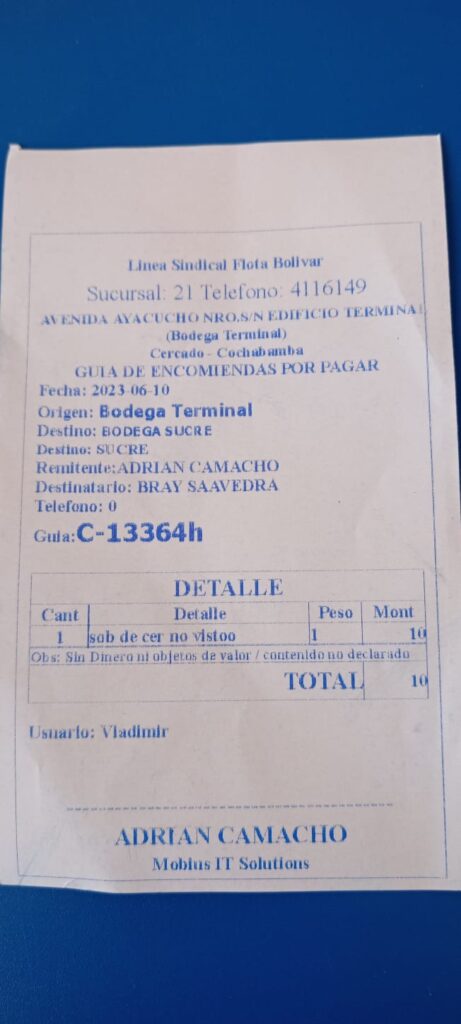 Linea Sindical Flota Bolivar
Sucursal: 21 Telefono: 4116149
AVENIDA AYACUCHO NRO.S/N EDIFICIO TERMINAL
(Bodega Terminal)
Cercado - Cochabamba
GUIA DE ENCOMIENDAS POR PAGAR
Fecha: 2023-06-10
Origen: Bodega Terminal
Destino: BODEGA SUCRE
Destino: SUCRE
Remitente:ADRIAN CAMACHO
Destinatario: BRAY SAAVEDRA
Telefono: 0
Guia:C-13364h
DETALLE
Cant Detalle Peso Mont
1 sob de cer no vistoo 1 10
Obs: Sin Dinero ni objetos de valor / contenido no declarado
TOTAL 10
Usuario: Vladimir
ADRIAN CAMACHO
Mobius IT Solutions